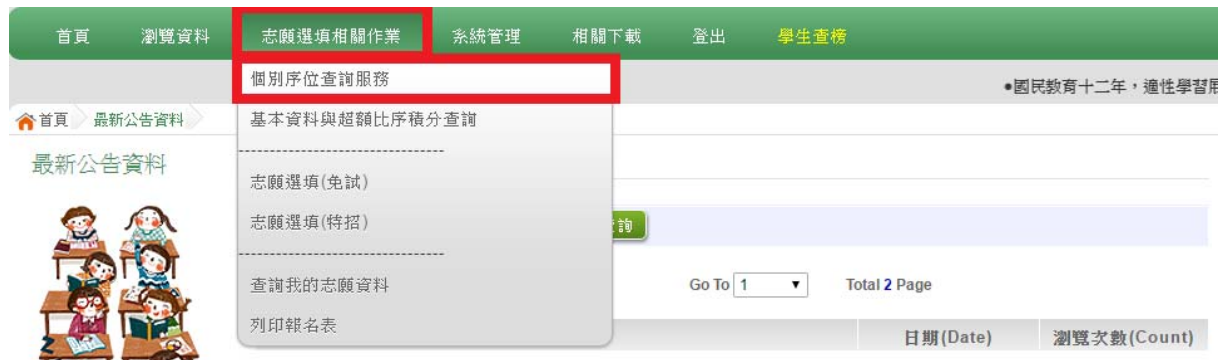 首頁 瀏覽資料 志願選填相關作業 系統管理 相關下載 登出 學生查榜
個別序位查詢服務
●國民教育十二年，適性學習
首頁 最新公告資料
基本資料與超額比序積分查詢
最新公告資料
------------------------------
志願選填(免試)
志願選填(特招)
詢
------------------------------
查詢我的志願資料
Go To 1 Total 2 Page
列印報名表
日期(Date) 瀏覽次數(Count)